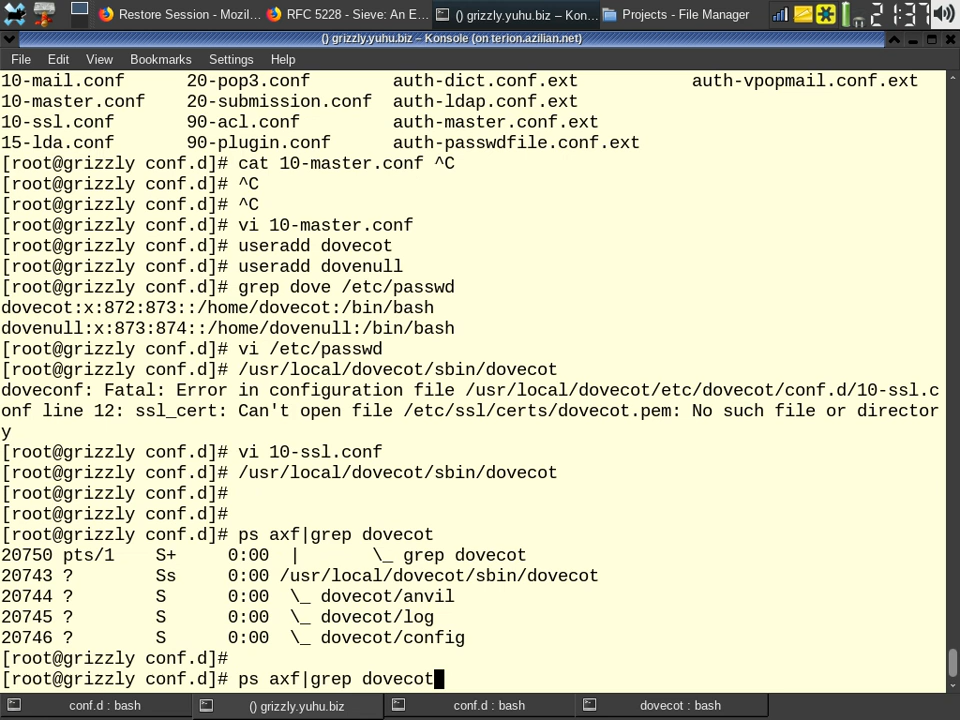 Restore Session - Mozil...
RFC 5228 - Sieve: An E...
() grizzly.yuhu.biz – Kon...
Projects - File Manager
21:37
() grizzly.yuhu.biz – Konsole (on terion.azilian.net)
File Edit View Bookmarks Settings Help
10-mail.conf 20-pop3.conf auth-dict.conf.ext auth-vpopmail.conf.ext
10-master.conf 20-submission.conf auth-ldap.conf.ext
10-ssl.conf 90-acl.conf auth-master.conf.ext
15-lda.conf 90-plugin.conf auth-passwdfile.conf.ext
[root@grizzly conf.d]# cat 10-master.conf ^C
[root@grizzly conf.d]# ^C
[root@grizzly conf.d]# ^C
[root@grizzly conf.d]# vi 10-master.conf
[root@grizzly conf.d]# useradd dovecot
[root@grizzly conf.d]# useradd dovenull
[root@grizzly conf.d]# grep dove /etc/passwd
dovecot:x:872:873::/home/dovecot:/bin/bash
dovenull:x:873:874::/home/dovenull:/bin/bash
[root@grizzly conf.d]# vi /etc/passwd
[root@grizzly conf.d]# /usr/local/dovecot/sbin/dovecot
doveconf: Fatal: Error in configuration file /usr/local/dovecot/etc/dovecot/conf.d/10-ssl.c
onf line 12: ssl_cert: Can't open file /etc/ssl/certs/dovecot.pem: No such file or director
y
[root@grizzly conf.d]# vi 10-ssl.conf
[root@grizzly conf.d]# /usr/local/dovecot/sbin/dovecot
[root@grizzly conf.d]#
[root@grizzly conf.d]#
[root@grizzly conf.d]# ps axf|grep dovecot
20750 pts/1    S+     0:00  |       \_ grep dovecot
20743 ?        Ss     0:00 /usr/local/dovecot/sbin/dovecot
20744 ?        S      0:00  \_ dovecot/anvil
20745 ?        S      0:00  \_ dovecot/log
20746 ?        S      0:00  \_ dovecot/config
[root@grizzly conf.d]#
[root@grizzly conf.d]# ps axf|grep dovecot
conf.d : bash
() grizzly.yuhu.biz
conf.d : bash
dovecot : bash